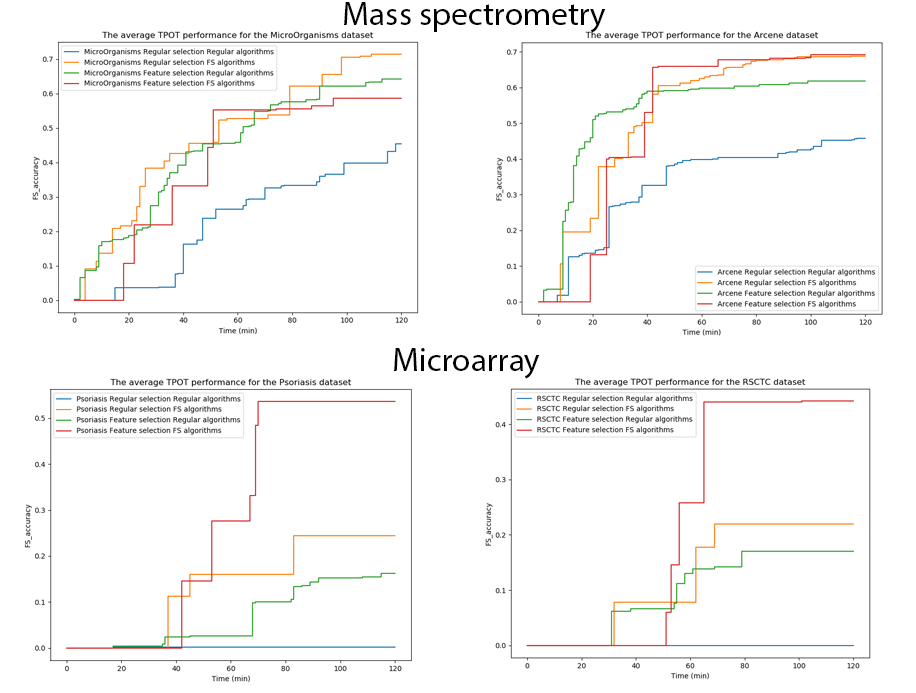 Mass spectrometry
The average TPOT performance for the MicroOrganisms dataset
MicroOrganisms Regular selection Regular algorithms
MicroOrganisms Regular selection FS algorithms
MicroOrganisms Feature selection Regular algorithms
MicroOrganisms Feature selection FS algorithms
0.7
0.6
0.5
0.4
0.3
0.2
0.1
0.0
FS_accuracy
0 20 40 60 80 100 120
Time (min)
The average TPOT performance for the Arcene dataset
0.7
0.6
0.5
0.4
0.3
0.2
0.1
0.0
FS_accuracy
Arcene Regular selection Regular algorithms
Arcene Regular selection FS algorithms
Arcene Feature selection Regular algorithms
Arcene Feature selection FS algorithms
0 20 40 60 80 100 120
Time (min)
Microarray
The average TPOT performance for the Psoriasis dataset
Psoriasis Regular selection Regular algorithms
Psoriasis Regular selection FS algorithms
Psoriasis Feature selection Regular algorithms
Psoriasis Feature selection FS algorithms
0.5
0.4
0.3
0.2
0.1
0.0
FS_accuracy
0 20 40 60 80 100 120
Time (min)
The average TPOT performance for the RSCTC dataset
RSCTC Regular selection Regular algorithms
RSCTC Regular selection FS algorithms
RSCTC Feature selection Regular algorithms
RSCTC Feature selection FS algorithms
0.4
0.3
0.2
0.1
0.0
FS_accuracy
0 20 40 60 80 100 120
Time (min)